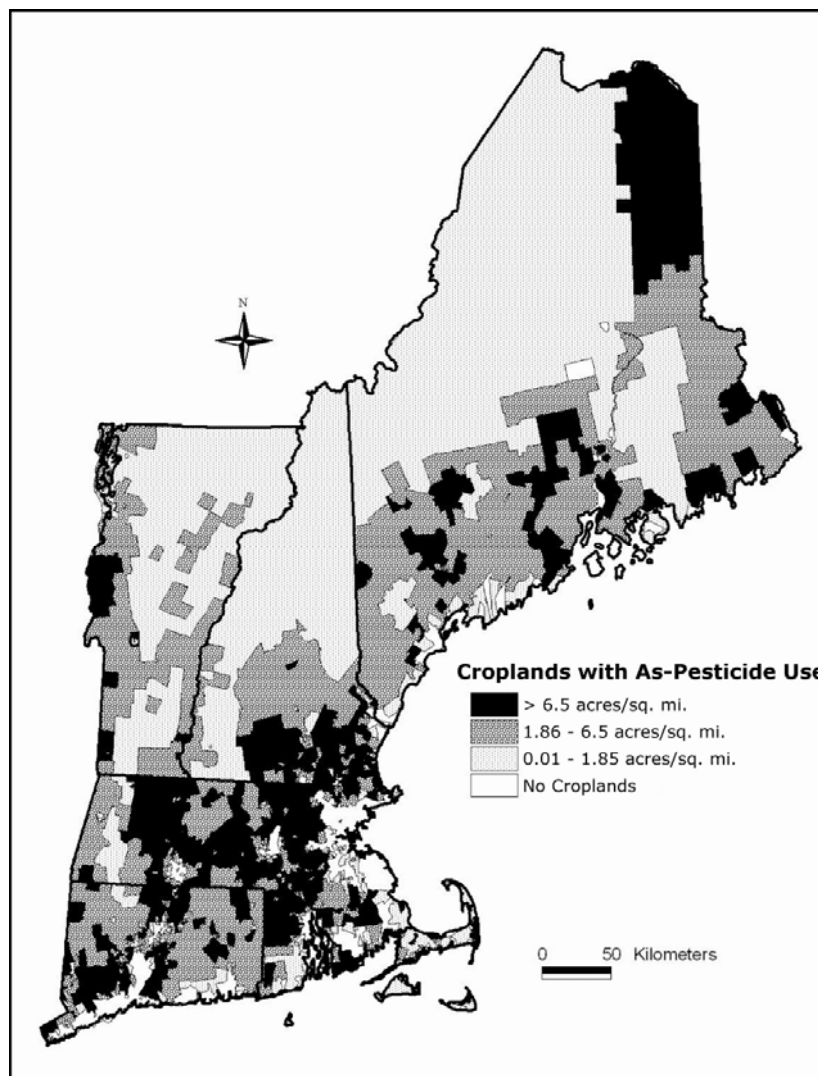 N
Croplands with As-Pesticide Use
> 6.5 acres/sq. mi.
1.86 - 6.5 acres/sq. mi.
0.01 - 1.85 acres/sq. mi.
No Croplands
0 50 Kilometers